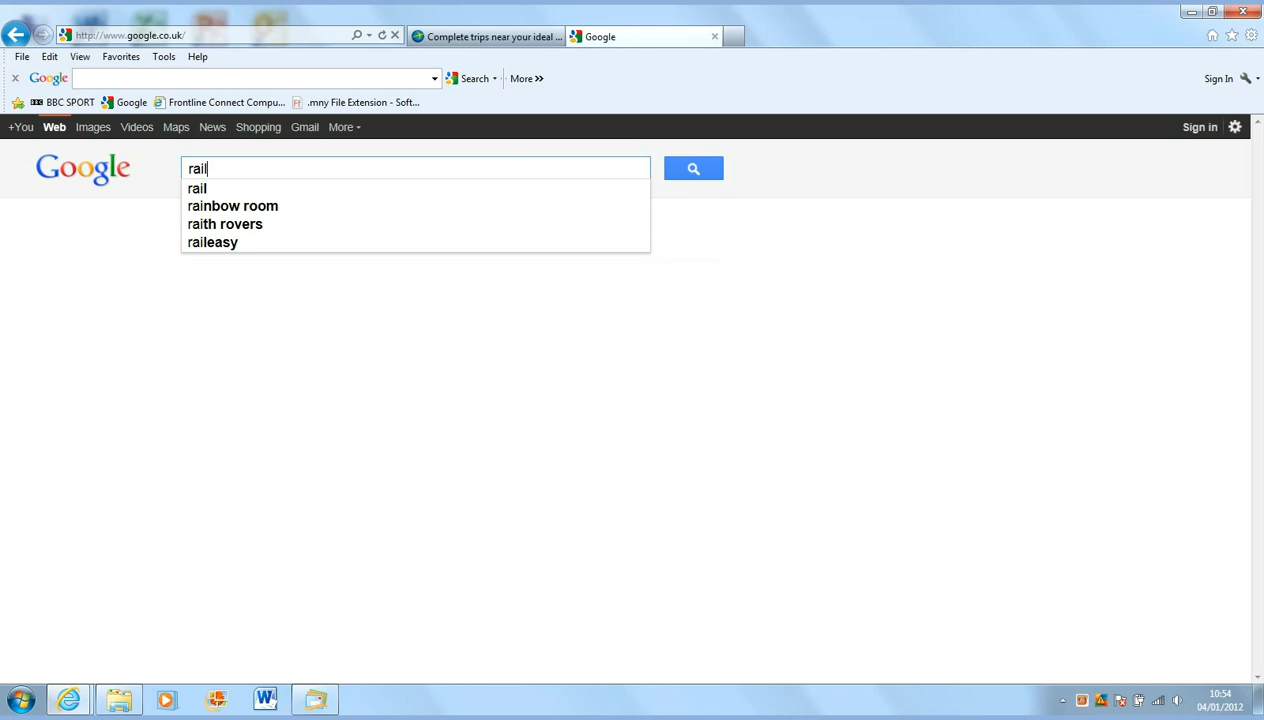 http://www.google.co.uk/
Complete trips near your ideal ...
Google
File Edit View Favorites Tools Help
Google Search More »
Sign In
BBC SPORT Google Frontline Connect Compu... .mny File Extension - Soft...
+You Web Images Videos Maps News Shopping Gmail More
Sign in
Google rail
rail
rainbow room
raith rovers
raileasy
10:54
04/01/2012